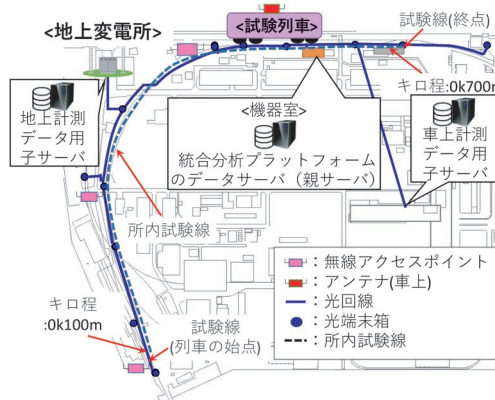 <地上変電所>
<試験列車>
試験線(終点)
キロ程:0k700m
地上計測
データ用
子サーバ
<機器室>
統合分析プラットフォーム
のデータサーバ（親サーバ）
車上計測
データ用
子サーバ
所内試験線
キロ程
:0k100m
試験線
(列車の始点)
：無線アクセスポイント
：アンテナ(車上)
：光回線
：光端末箱
：所内試験線